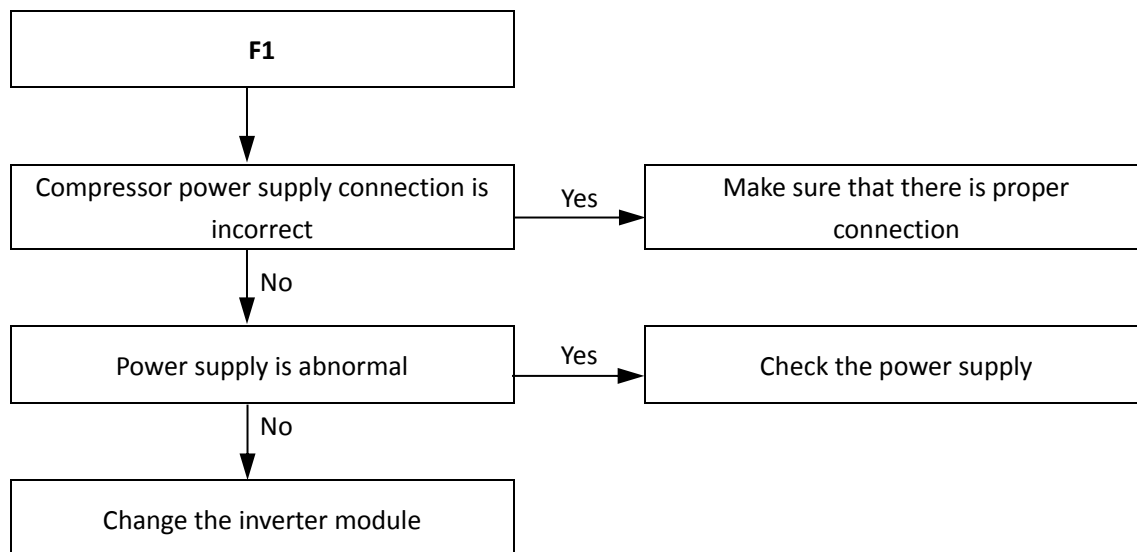 F1
Compressor power supply connection is
incorrect
Yes
Make sure that there is proper
connection
No
Power supply is abnormal
Yes
Check the power supply
No
Change the inverter module